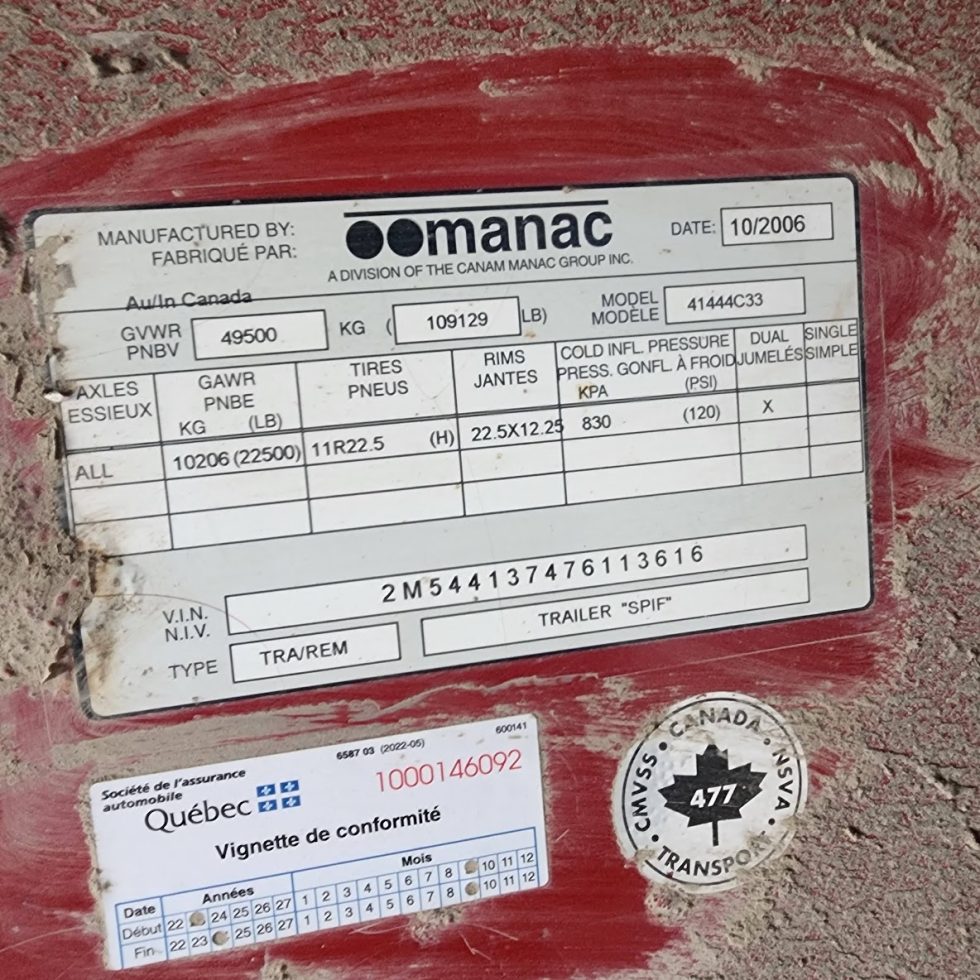 MANUFACTURED BY:
FABRIQUÉ PAR:
manac
A DIVISION OF THE CANAM MANAC GROUP INC.
DATE: 10/2006
Au/In Canada
GVWR
PNBV
49500 KG ( 109129 LB)
MODEL
MODÈLE
41444C33
AXLES
ESSIEUX
GAWR
PNBE
KG (LB)
TIRES
PNEUS
RIMS
JANTES
COLD INFL. PRESSURE
PRESS. GONFL. À FROID
KPA (PSI)
DUAL
JUMELÉS
SINGLE
SIMPLE
ALL 10206 (22500) 11R22.5 (H) 22.5X12.25 830 (120) X
V.I.N.
N.I.V.
2M544137476113616
TYPE TRA/REM TRAILER "SPIF"
6587 03 (2022-05) 600141
Société de l'assurance
automobile
Québec
1000146092
Vignette de conformité
Date Années Mois
Début 22 24 25 26 27 1 2 3 4 5 6 7 8 10 11 12
Fin 22 23 25 26 27 1 2 3 4 5 6 7 8 10 11 12
CANADA • NSVA • TRANSPORT • CMVSS •
477